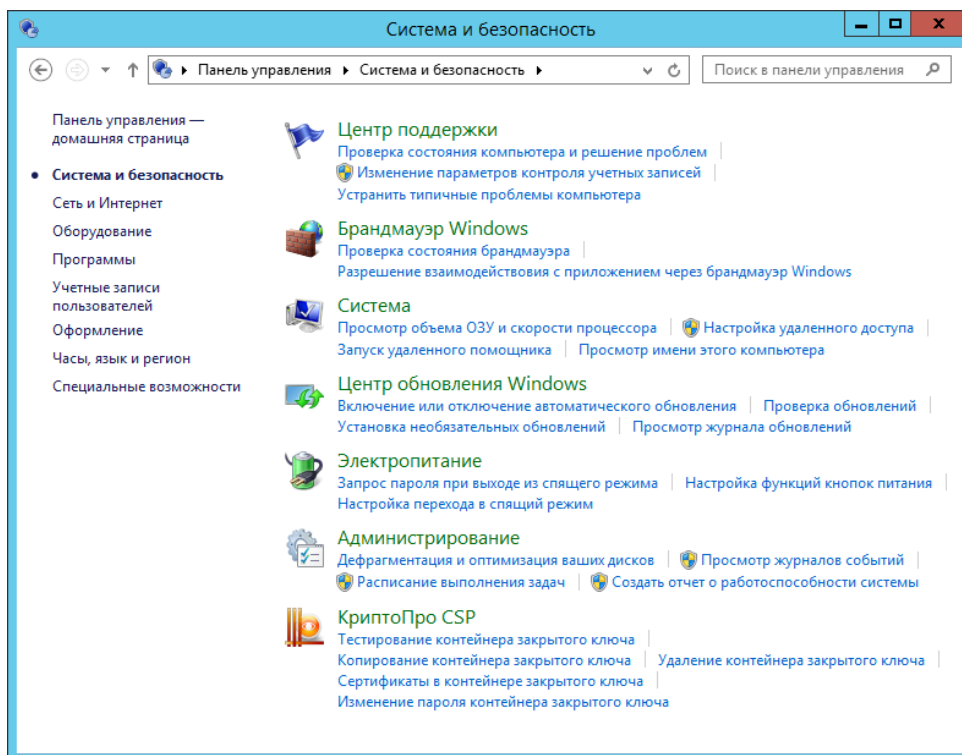 Система и безопасность
Панель управления Система и безопасность
Поиск в панели управления
Панель управления —
домашняя страница
Система и безопасность
Сеть и Интернет
Оборудование
Программы
Учетные записи
пользователей
Оформление
Часы, язык и регион
Специальные возможности
Центр поддержки
Проверка состояния компьютера и решение проблем
Изменение параметров контроля учетных записей
Устранить типичные проблемы компьютера
Брандмауэр Windows
Проверка состояния брандмауэра
Разрешение взаимодействовия с приложением через брандмауэр Windows
Система
Просмотр объема ОЗУ и скорости процессора Настройка удаленного доступа
Запуск удаленного помощника Просмотр имени этого компьютера
Центр обновления Windows
Включение или отключение автоматического обновления Проверка обновлений
Установка необязательных обновлений Просмотр журнала обновлений
Электропитание
Запрос пароля при выходе из спящего режима Настройка функций кнопок питания
Настройка перехода в спящий режим
Администрирование
Дефрагментация и оптимизация ваших дисков Просмотр журналов событий
Расписание выполнения задач Создать отчет о работоспособности системы
КриптоПро CSP
Тестирование контейнера закрытого ключа
Копирование контейнера закрытого ключа Удаление контейнера закрытого ключа
Сертификаты в контейнере закрытого ключа
Изменение пароля контейнера закрытого ключа